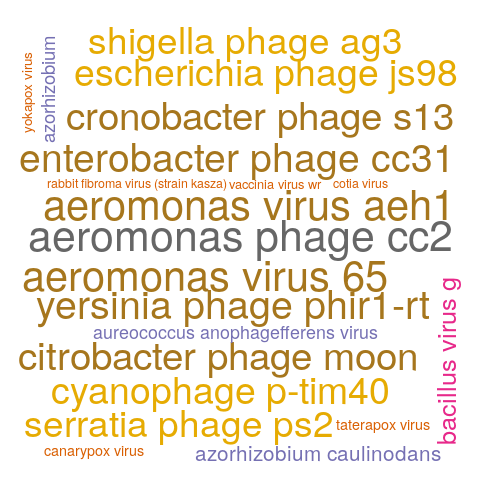 shigella phage ag3
escherichia phage js98
yokapox virus
azorhizobium
cronobacter phage s13
enterobacter phage cc31
rabbit fibroma virus (strain kasza)
vaccinia virus wr
cotia virus
aeromonas virus aeh1
aeromonas phage cc2
aeromonas virus 65
yersinia phage phir1-rt
aureococcus anophagefferens virus
citrobacter phage moon
bacillus virus g
cyanophage p-tim40
serratia phage ps2
taterapox virus
canarypox virus
azorhizobium caulinodans